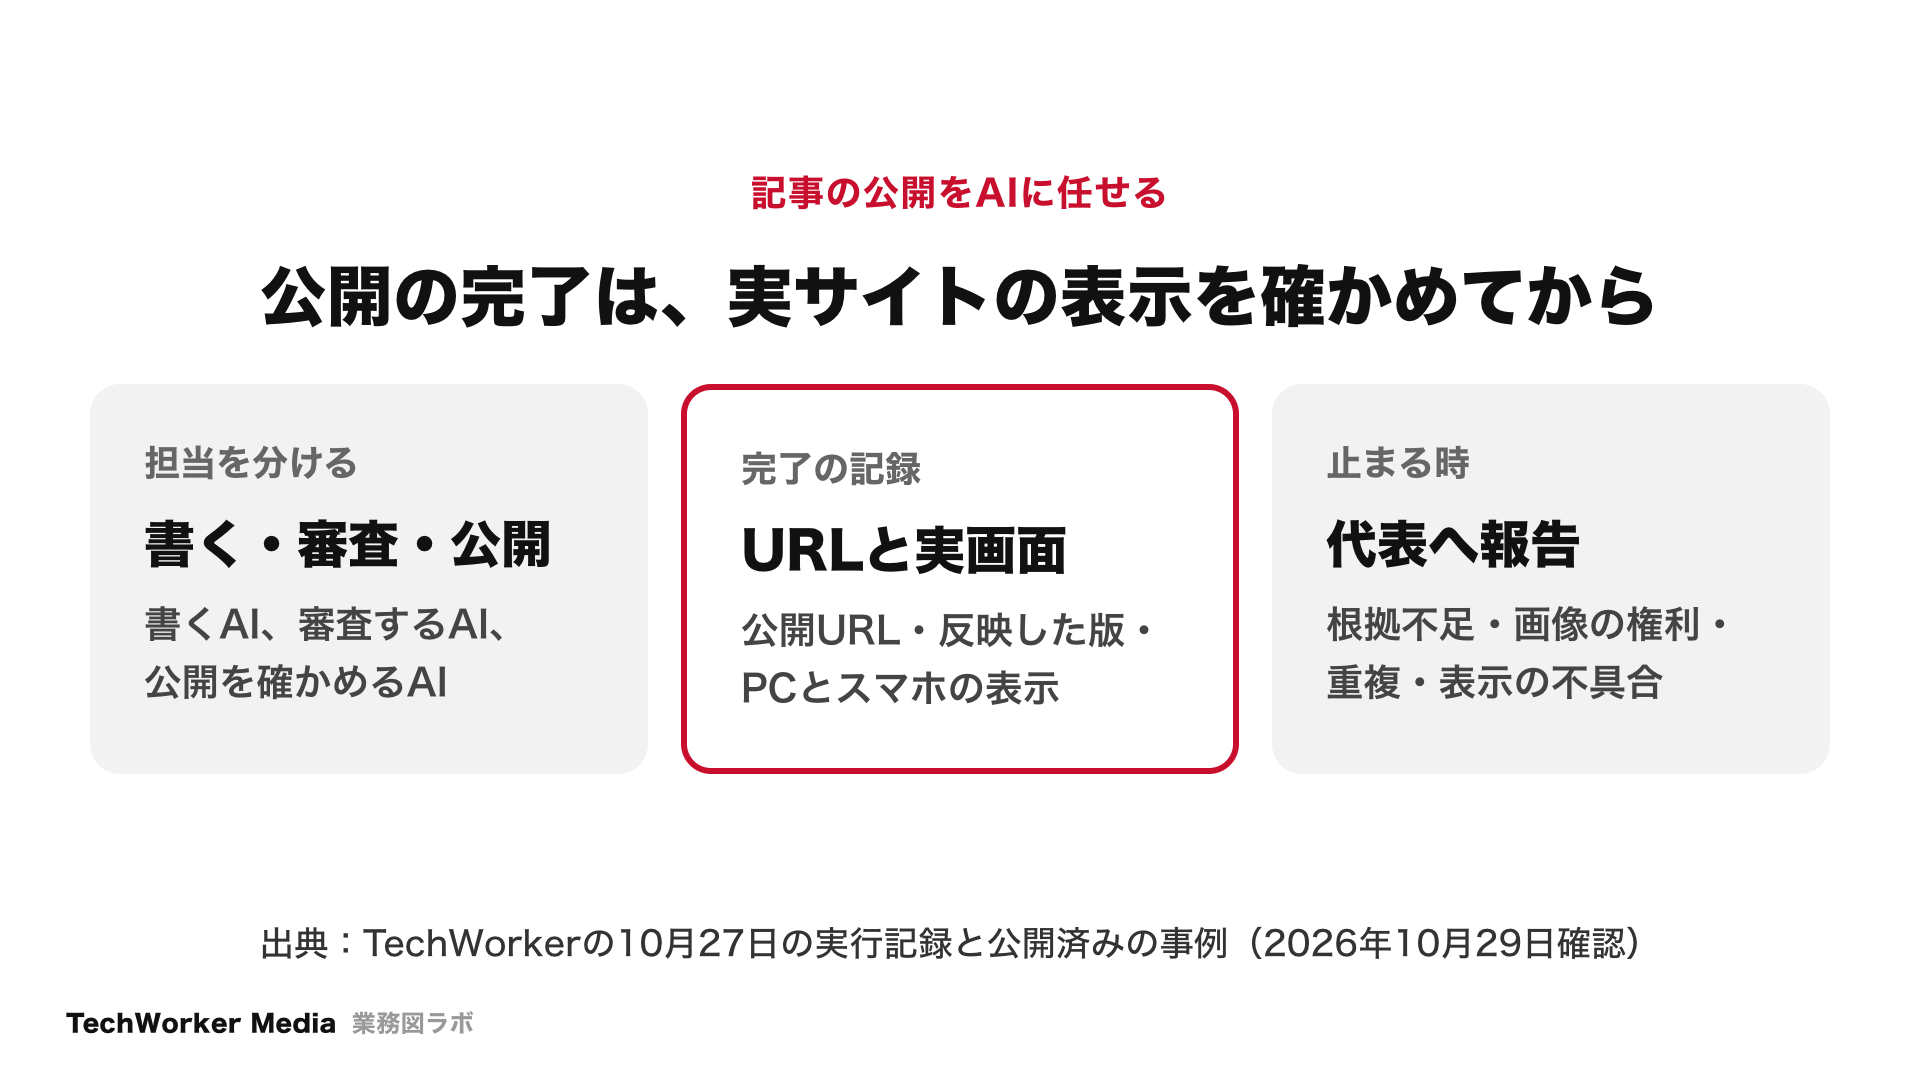 記事の公開をAIに任せる
公開の完了は、実サイトの表示を確かめてから
担当を分ける
書く・審査・公開
書くAI、審査するAI、
公開を確かめるAI
完了の記録
URLと実画面
公開URL・反映した版・
PCとスマホの表示
止まる時
代表へ報告
根拠不足・画像の権利・
重複・表示の不具合
出典：TechWorkerの10月27日の実行記録と公開済みの事例（2026年10月29日確認）
TechWorker Media 業務図ラボ